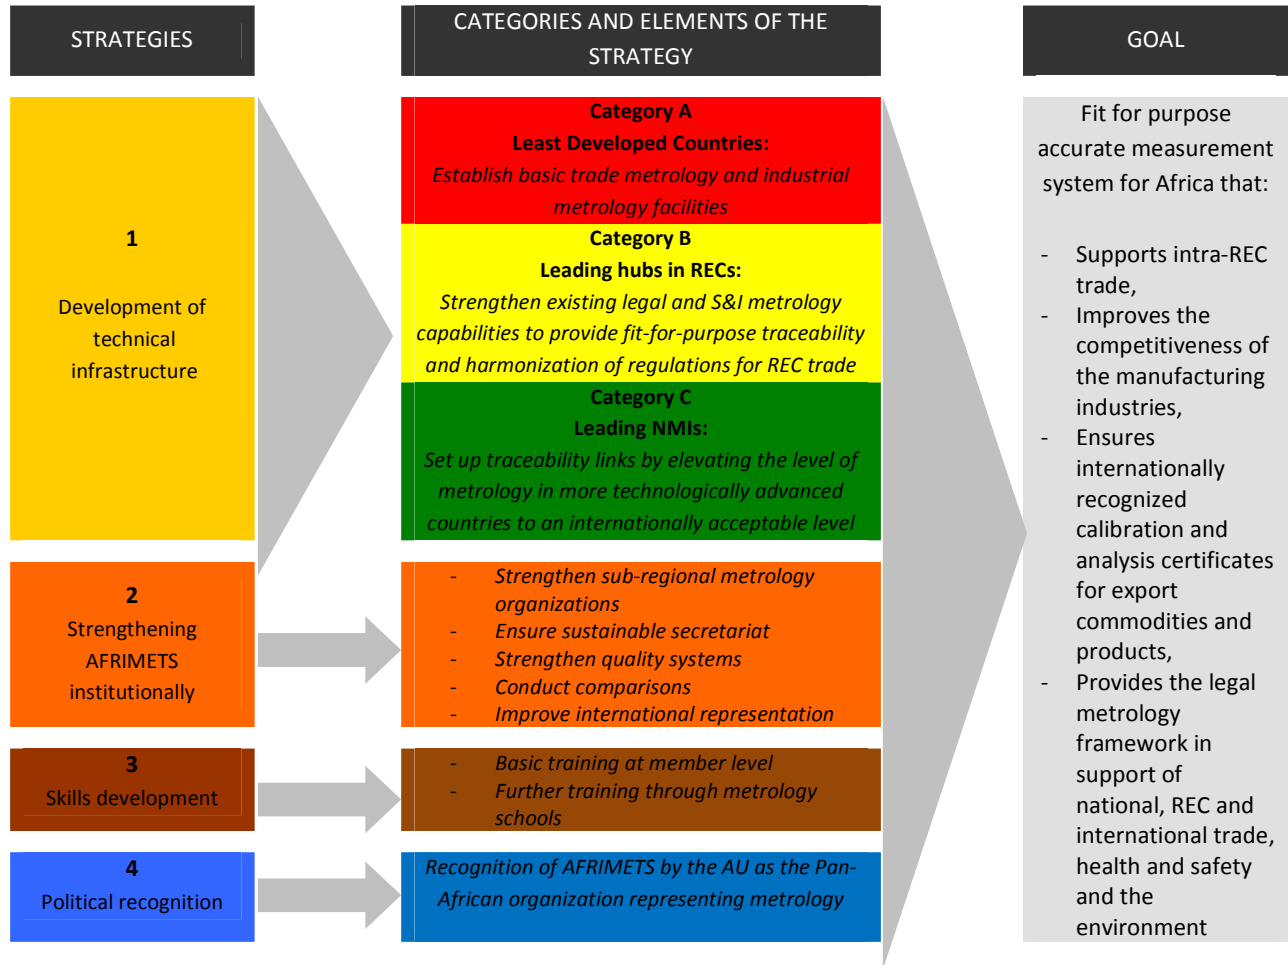 STRATEGIES
CATEGORIES AND ELEMENTS OF THE
STRATEGY
GOAL
1
Development of
technical
infrastructure
Category A
Least Developed Countries:
Establish basic trade metrology and industrial
metrology facilities
Category B
Leading hubs in RECs:
Strengthen existing legal and S&I metrology
capabilities to provide fit-for-purpose traceability
and harmonization of regulations for REC trade
Category C
Leading NMIs:
Set up traceability links by elevating the level of
metrology in more technologically advanced
countries to an internationally acceptable level
2
Strengthening
AFRIMETS
institutionally
- Strengthen sub-regional metrology
organizations
- Ensure sustainable secretariat
- Strengthen quality systems
- Conduct comparisons
- Improve international representation
3
Skills development
- Basic training at member level
- Further training through metrology
schools
4
Political recognition
Recognition of AFRIMETS by the AU as the Pan-
African organization representing metrology
Fit for purpose
accurate measurement
system for Africa that:
- Supports intra-REC
trade,
- Improves the
competitiveness of
the manufacturing
industries,
- Ensures
internationally
recognized
calibration and
analysis certificates
for export
commodities and
products,
- Provides the legal
metrology
framework in
support of
national, REC and
international trade,
health and safety
and the
environment